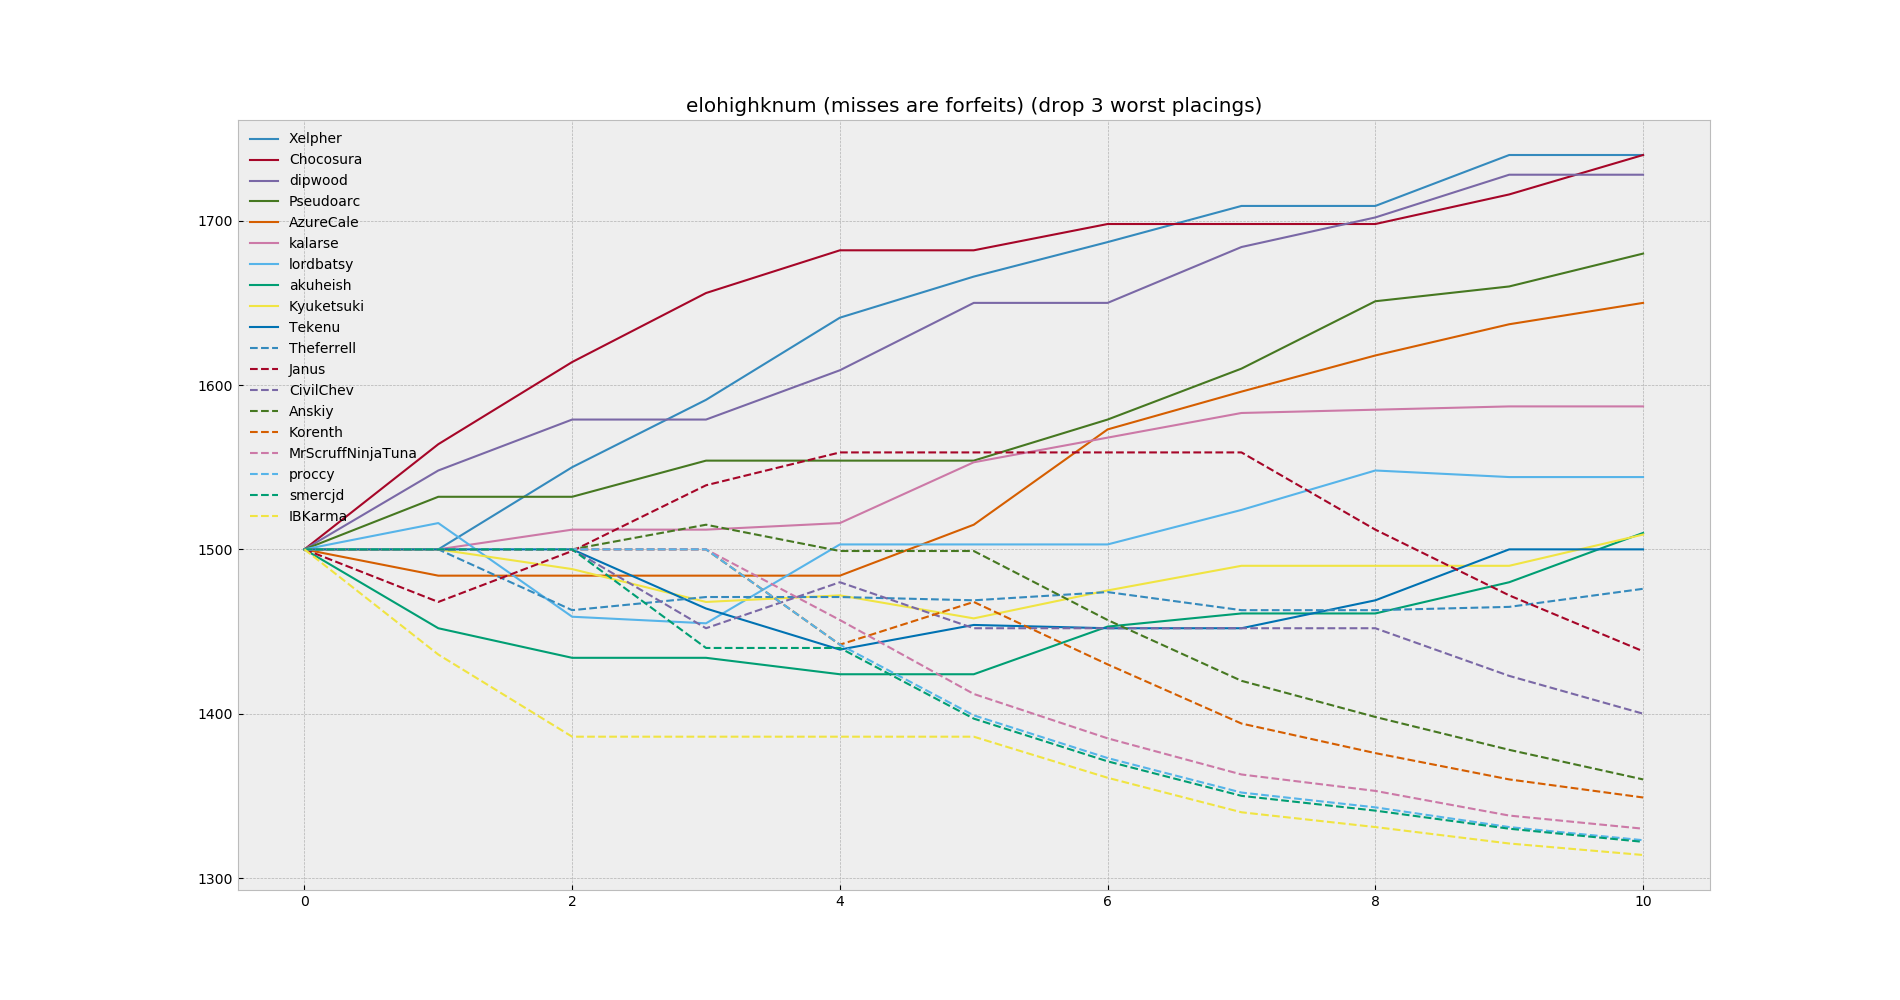 elohighknum (misses are forfeits) (drop 3 worst placings)
Xelpher
Chocosura
dipwood
Pseudoarc
AzureCale
kalarse
lordbatsy
akuheish
Kyuketsuki
Tekenu
Theferrell
Janus
CivilChev
Anskiy
Korenth
MrScruffNinjaTuna
proccy
smercjd
IBKarma
1700
1600
1500
1400
1300
0 2 4 6 8 10